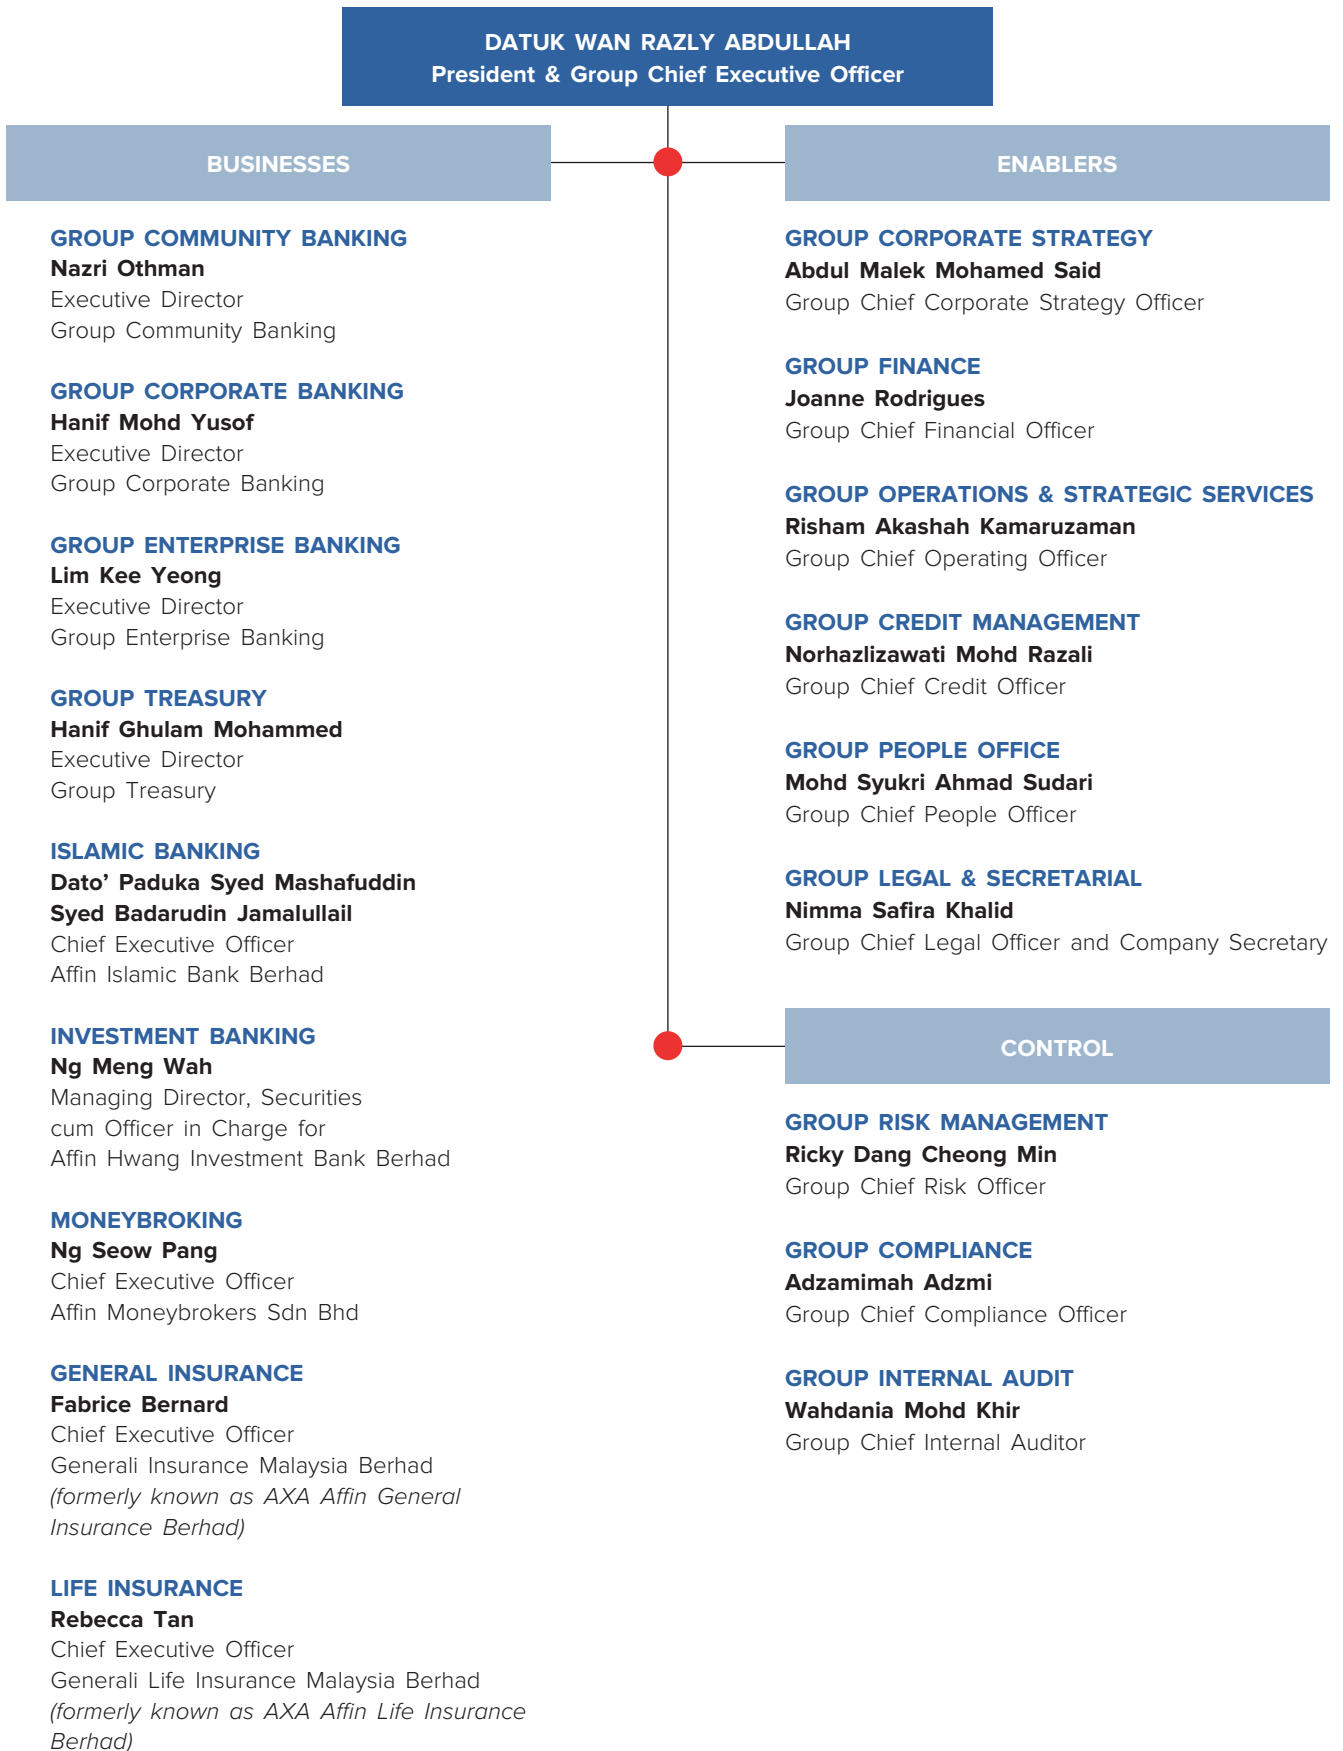 DATUK WAN RAZLY ABDULLAH
President & Group Chief Executive Officer
BUSINESSES
GROUP COMMUNITY BANKING
Nazri Othman
Executive Director
Group Community Banking
GROUP CORPORATE BANKING
Hanif Mohd Yusof
Executive Director
Group Corporate Banking
GROUP ENTERPRISE BANKING
Lim Kee Yeong
Executive Director
Group Enterprise Banking
GROUP TREASURY
Hanif Ghulam Mohammed
Executive Director
Group Treasury
ISLAMIC BANKING
Dato’ Paduka Syed Mashafuddin
Syed Badarudin Jamalullail
Chief Executive Officer
Affin Islamic Bank Berhad
INVESTMENT BANKING
Ng Meng Wah
Managing Director, Securities
cum Officer in Charge for
Affin Hwang Investment Bank Berhad
MONEYBROKING
Ng Seow Pang
Chief Executive Officer
Affin Moneybrokers Sdn Bhd
GENERAL INSURANCE
Fabrice Bernard
Chief Executive Officer
Generali Insurance Malaysia Berhad
(formerly known as AXA Affin General
Insurance Berhad)
LIFE INSURANCE
Rebecca Tan
Chief Executive Officer
Generali Life Insurance Malaysia Berhad
(formerly known as AXA Affin Life Insurance
Berhad)
ENABLERS
GROUP CORPORATE STRATEGY
Abdul Malek Mohamed Said
Group Chief Corporate Strategy Officer
GROUP FINANCE
Joanne Rodrigues
Group Chief Financial Officer
GROUP OPERATIONS & STRATEGIC SERVICES
Risham Akashah Kamaruzaman
Group Chief Operating Officer
GROUP CREDIT MANAGEMENT
Norhazlizawati Mohd Razali
Group Chief Credit Officer
GROUP PEOPLE OFFICE
Mohd Syukri Ahmad Sudari
Group Chief People Officer
GROUP LEGAL & SECRETARIAL
Nimma Safira Khalid
Group Chief Legal Officer and Company Secretary
CONTROL
GROUP RISK MANAGEMENT
Ricky Dang Cheong Min
Group Chief Risk Officer
GROUP COMPLIANCE
Adzamimah Adzmi
Group Chief Compliance Officer
GROUP INTERNAL AUDIT
Wahdania Mohd Khir
Group Chief Internal Auditor